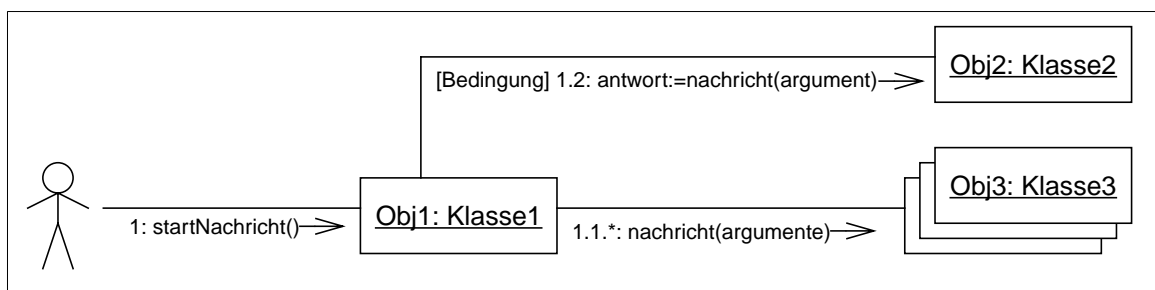 Obj2: Klasse2
[Bedingung] 1.2: antwort:=nachricht(argument)
Obj3: Klasse3
Obj1: Klasse1
1: startNachricht()
1.1.*: nachricht(argumente)